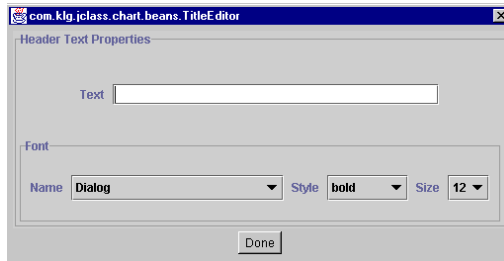 com.klg.jclass.chart.beans.TitleEditor
Header Text Properties
Text
Font
Name Dialog Style bold Size 12
Done